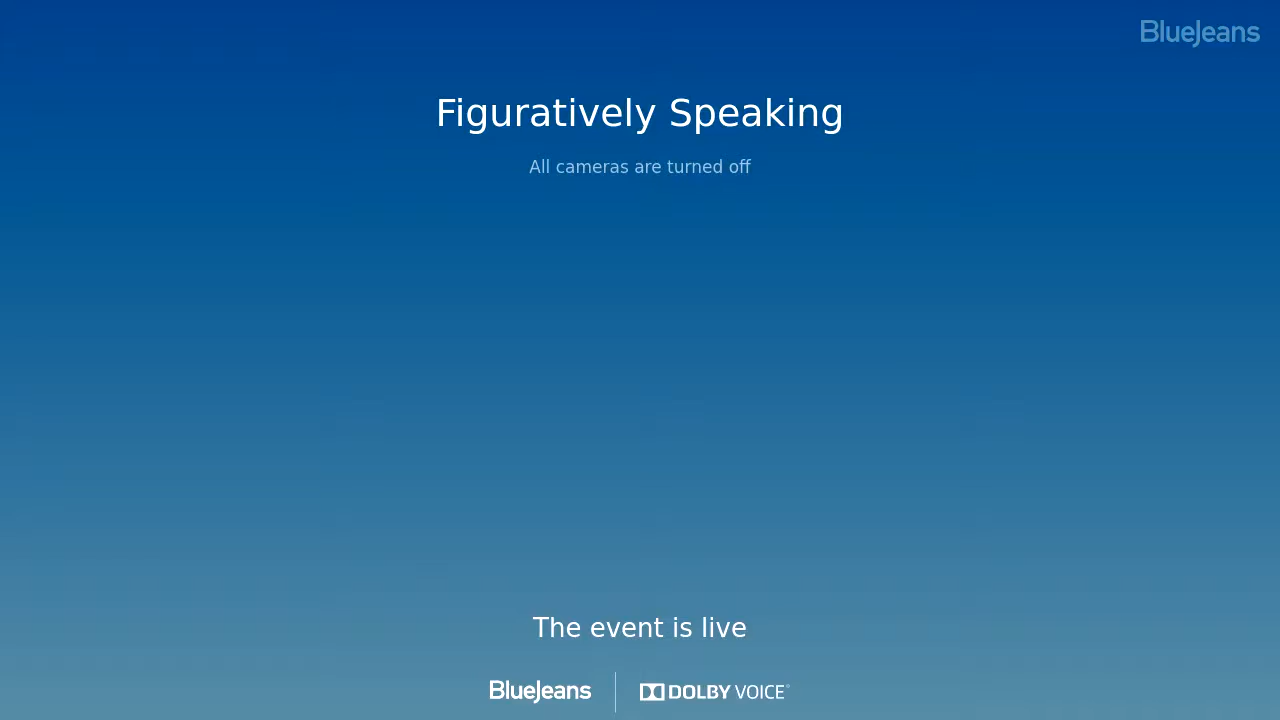 BlueJeans
Figuratively Speaking
All cameras are turned off
The event is live
BlueJeans
DOLBY VOICE®